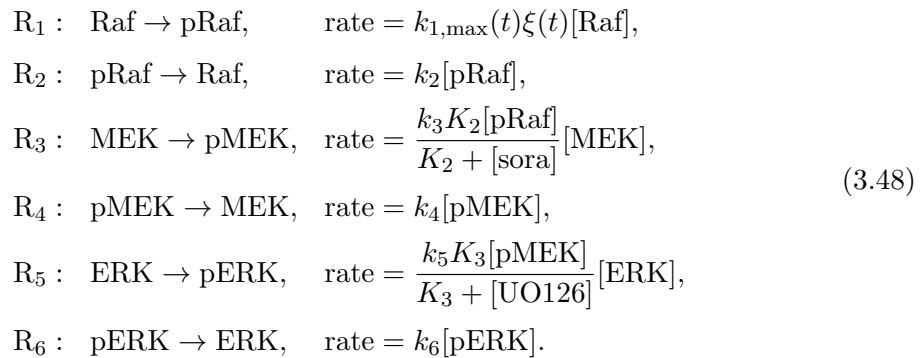 R₁ : Raf → pRaf, rate = k₁,ₘₐₓ(t)ξ(t)[Raf],
R₂ : pRaf → Raf, rate = k₂[pRaf],
R₃ : MEK → pMEK, rate = \frac{k₃K₂[pRaf]}{K₂ + [sora]}[MEK],
R₄ : pMEK → MEK, rate = k₄[pMEK],
(3.48)
R₅ : ERK → pERK, rate = \frac{k₅K₃[pMEK]}{K₃ + [UO126]}[ERK],
R₆ : pERK → ERK, rate = k₆[pERK].